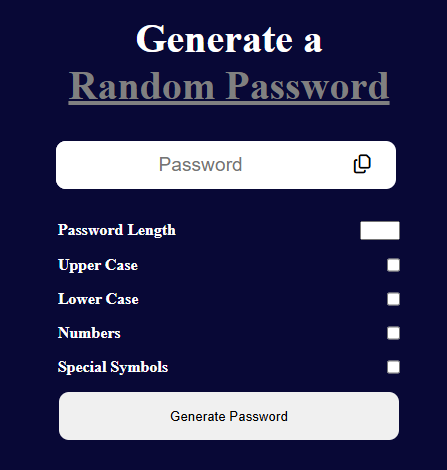 Generate a
Random Password
Password
Password Length
Upper Case
Lower Case
Numbers
Special Symbols
Generate Password